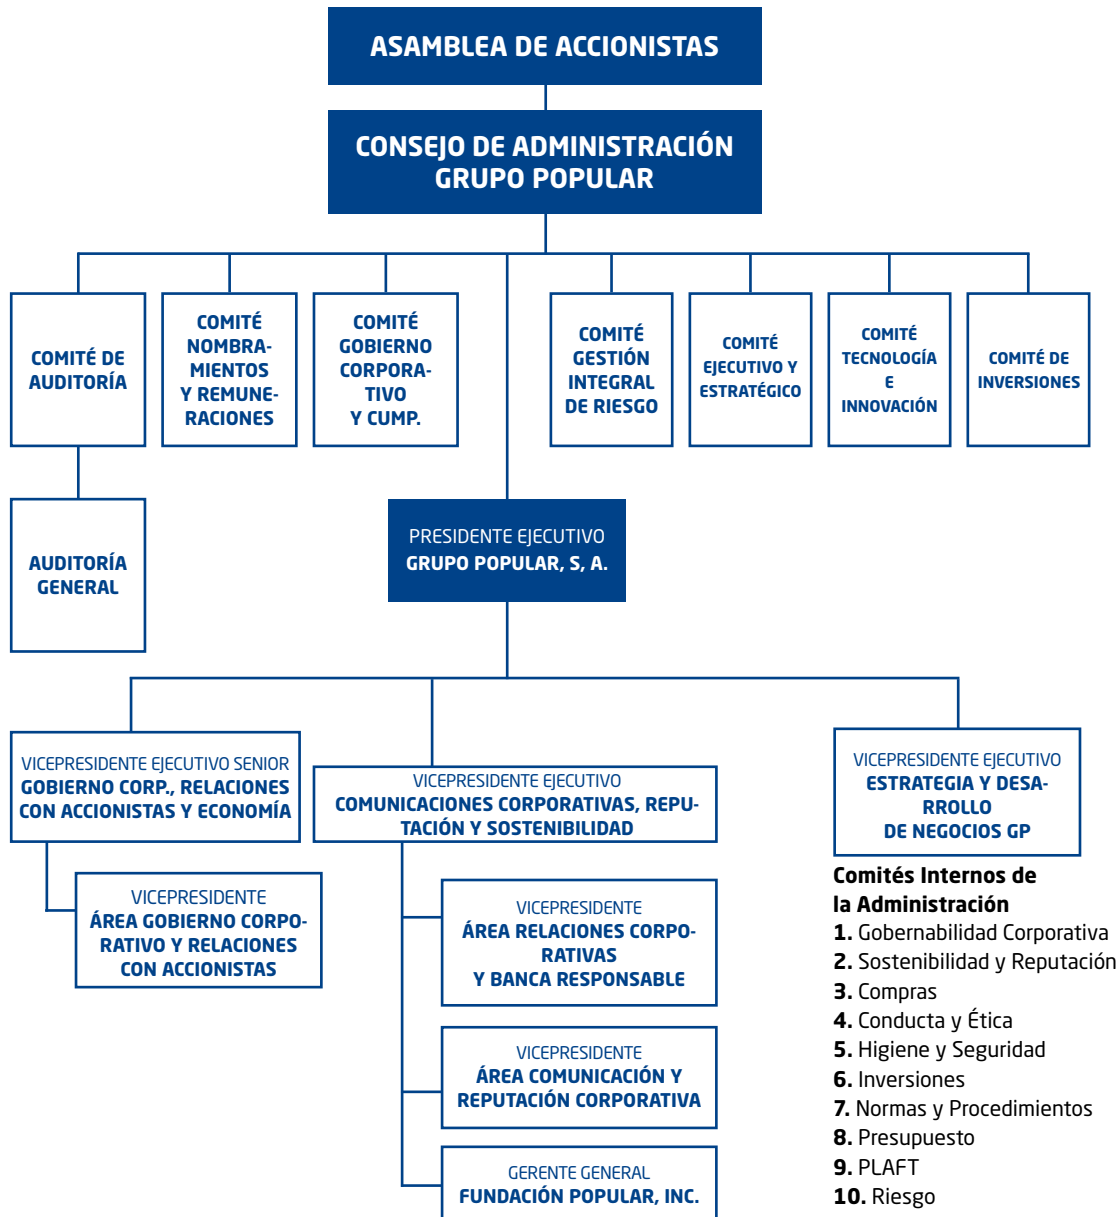 ASAMBLEA DE ACCIONISTAS
CONSEJO DE ADMINISTRACIÓN
GRUPO POPULAR
COMITÉ DE
AUDITORÍA
COMITÉ
NOMBRA-
MIENTOS
Y REMUNE-
RACIONES
COMITÉ
GOBIERNO
CORPORA-
TIVO
Y CUMP.
COMITÉ
GESTIÓN
INTEGRAL
DE RIESGO
COMITÉ
EJECUTIVO Y
ESTRATÉGICO
COMITÉ
TECNOLOGÍA
E
INNOVACIÓN
COMITÉ DE
INVERSIONES
AUDITORÍA
GENERAL
PRESIDENTE EJECUTIVO
GRUPO POPULAR, S, A.
VICEPRESIDENTE EJECUTIVO SENIOR
GOBIERNO CORP., RELACIONES
CON ACCIONISTAS Y ECONOMÍA
VICEPRESIDENTE
ÁREA GOBIERNO CORPO-
RATIVO Y RELACIONES
CON ACCIONISTAS
VICEPRESIDENTE EJECUTIVO
COMUNICACIONES CORPORATIVAS, REPU-
TACIÓN Y SOSTENIBILIDAD
VICEPRESIDENTE
ÁREA RELACIONES CORPO-
RATIVAS
Y BANCA RESPONSABLE
VICEPRESIDENTE
ÁREA COMUNICACIÓN Y
REPUTACIÓN CORPORATIVA
GERENTE GENERAL
FUNDACIÓN POPULAR, INC.
VICEPRESIDENTE EJECUTIVO
ESTRATEGIA Y DESA-
RROLLO
DE NEGOCIOS GP
Comités Internos de
la Administración
1. Gobernabilidad Corporativa
2. Sostenibilidad y Reputación
3. Compras
4. Conducta y Ética
5. Higiene y Seguridad
6. Inversiones
7. Normas y Procedimientos
8. Presupuesto
9. PLAFT
10. Riesgo